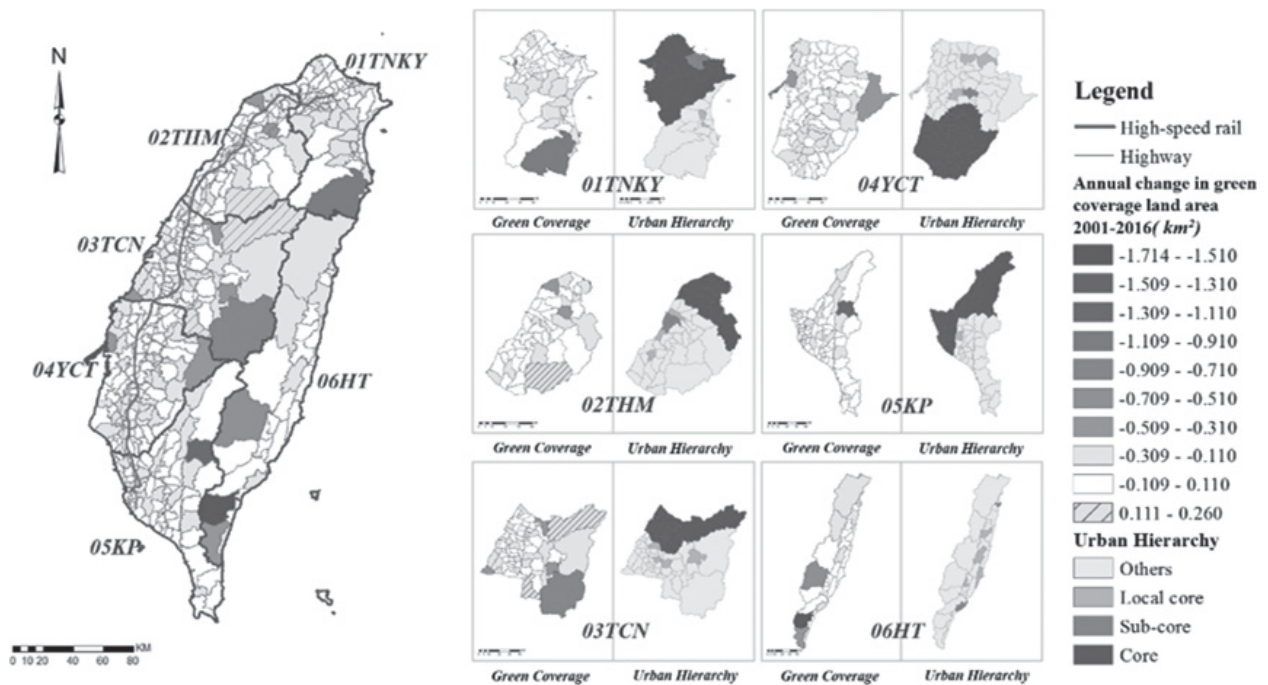 N
01TNKY
02THM
03TCN
04YCT
06HT
05KP
0 10 20 40 60 80 KM
01TNKY
Green Coverage
Urban Hierarchy
04YCT
Green Coverage
Urban Hierarchy
02THM
Green Coverage
Urban Hierarchy
05KP
Green Coverage
Urban Hierarchy
03TCN
Green Coverage
Urban Hierarchy
06HT
Green Coverage
Urban Hierarchy
Legend
High-speed rail
Highway
Annual change in green
coverage land area
2001-2016( km²)
-1.714 - -1.510
-1.509 - -1.310
-1.309 - -1.110
-1.109 - -0.910
-0.909 - -0.710
-0.709 - -0.510
-0.509 - -0.310
-0.309 - -0.110
-0.109 - 0.110
0.111 - 0.260
Urban Hierarchy
Others
Local core
Sub-core
Core